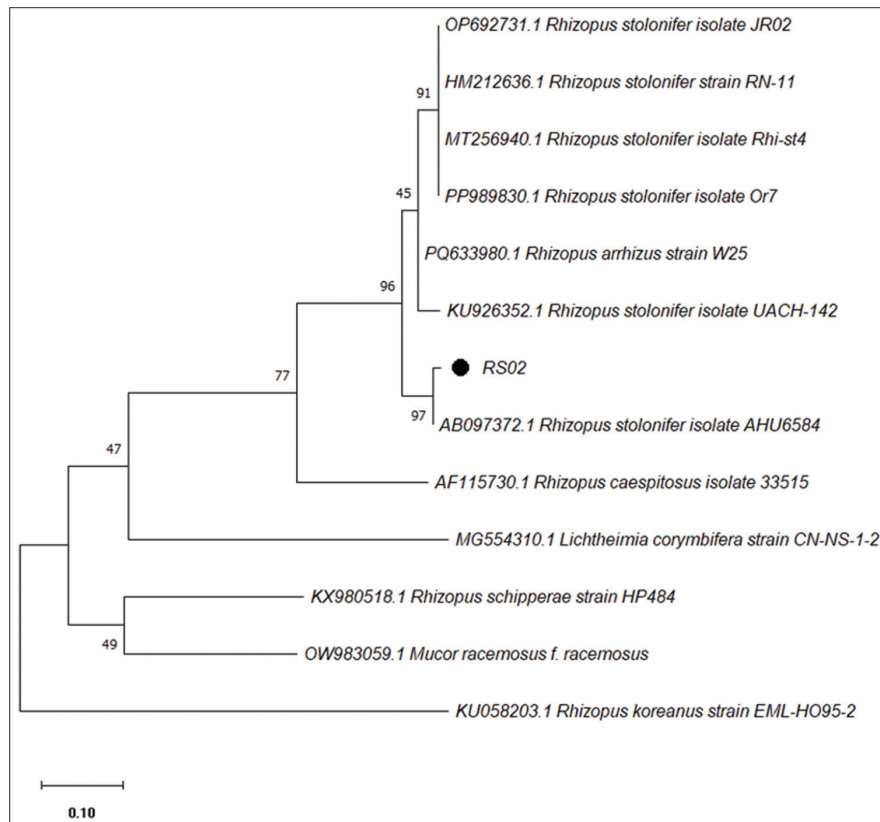 OP692731.1 Rhizopus stolonifer isolate JR02
HM212636.1 Rhizopus stolonifer strain RN-11
91
MT256940.1 Rhizopus stolonifer isolate Rhi-st4
PP989830.1 Rhizopus stolonifer isolate Or7
45
PQ633980.1 Rhizopus arrhizus strain W25
96
KU926352.1 Rhizopus stolonifer isolate UACH-142
RS02
77
97
AB097372.1 Rhizopus stolonifer isolate AHU6584
47
AF115730.1 Rhizopus caespitosus isolate 33515
MG554310.1 Lichtheimia corymbifera strain CN-NS-1-2
KX980518.1 Rhizopus schipperae strain HP484
49
OW983059.1 Mucor racemosus f. racemosus
KU058203.1 Rhizopus koreanus strain EML-HO95-2
0.10